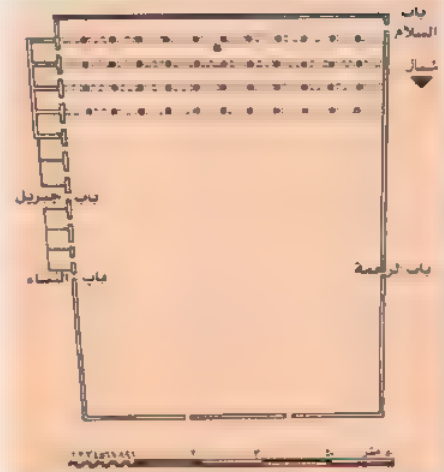 باب
السلام
شمال
باب جبريل
باب الرحمة
باب النساء